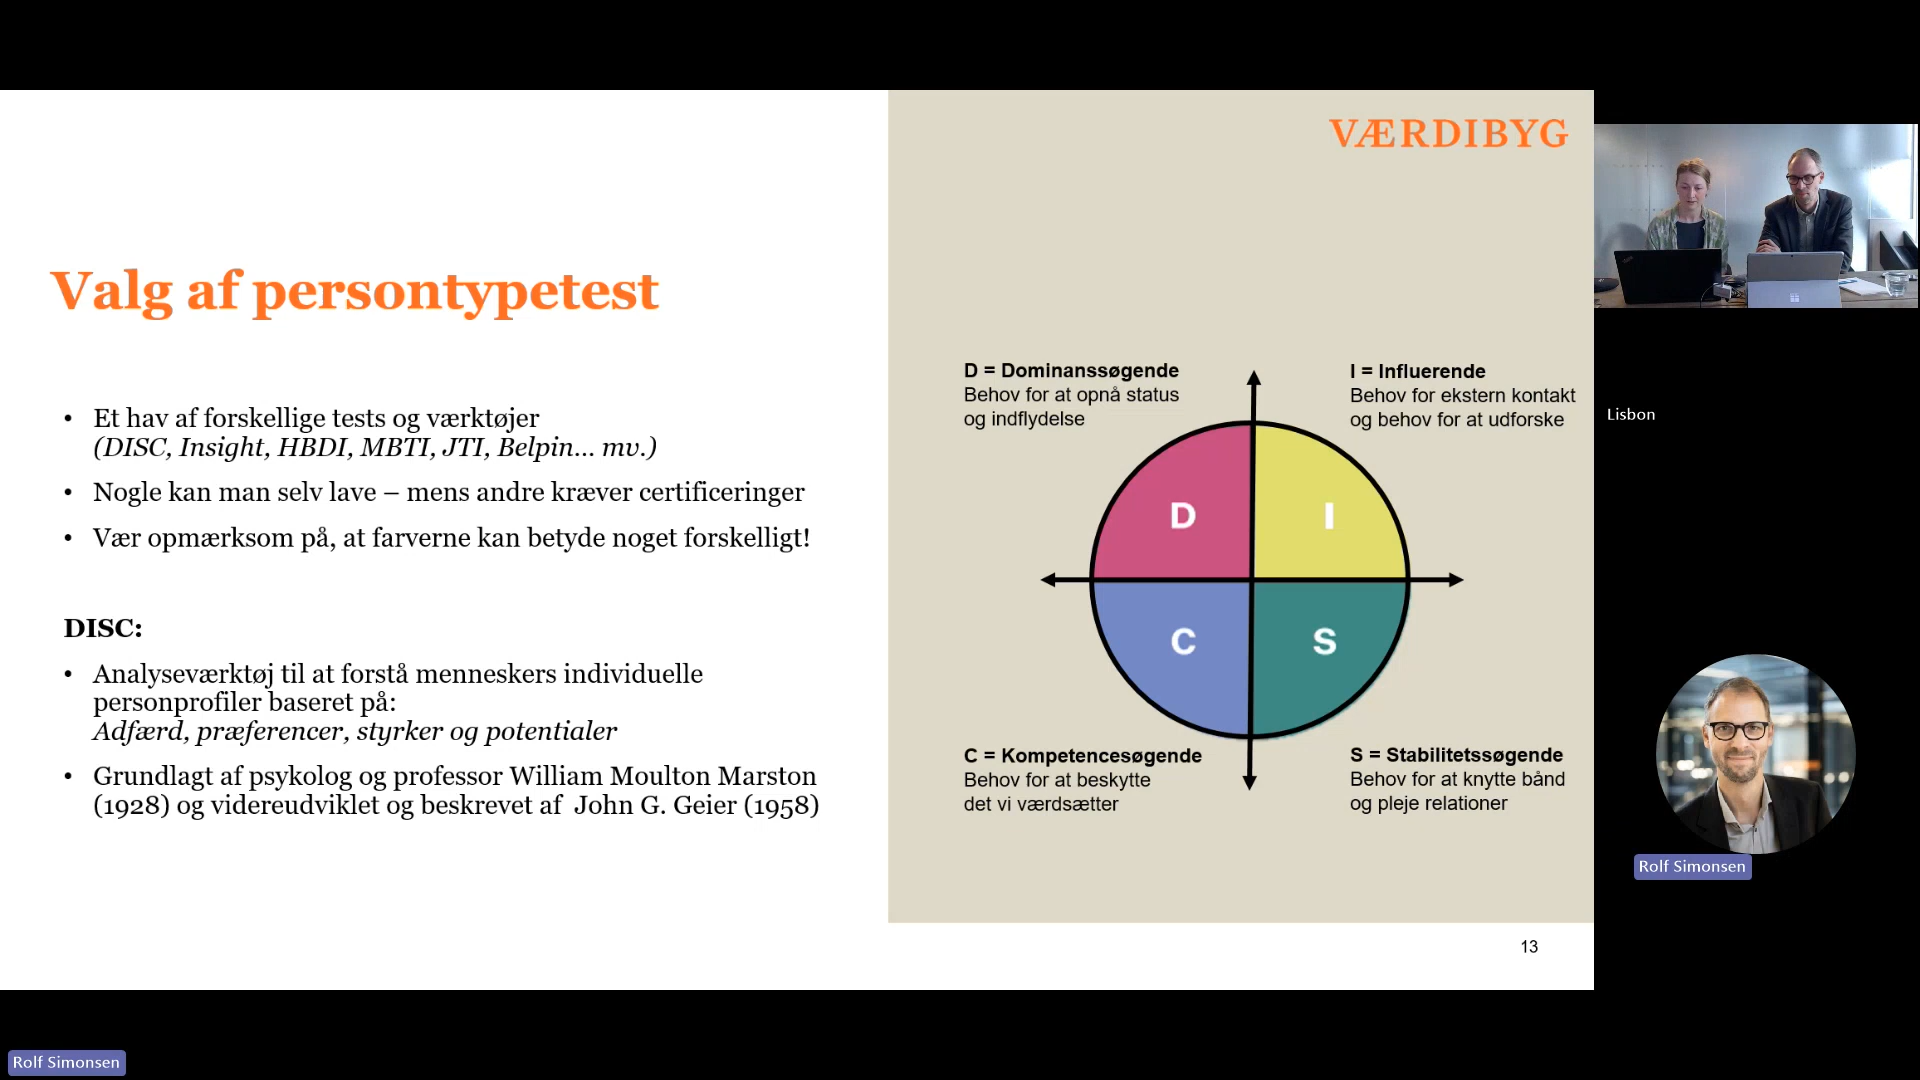 VÆRDIBYG
Valg af persontypetest
• Et hav af forskellige tests og værktøjer
(DISC, Insight, HBDI, MBTI, JTI, Belpin... mv.)
• Nogle kan man selv lave – mens andre kræver certificeringer
• Vær opmærksom på, at farverne kan betyde noget forskelligt!
DISC:
• Analyseværktøj til at forstå menneskers individuelle
personprofiler baseret på:
Adfærd, præferencer, styrker og potentialer
• Grundlagt af psykolog og professor William Moulton Marston
(1928) og videreudviklet og beskrevet af John G. Geier (1958)
D = Dominanssøgende
Behov for at opnå status
og indflydelse
I = Influerende
Behov for ekstern kontakt
og behov for at udforske
D
I
C
S
C = Kompetencesøgende
Behov for at beskytte
det vi værdsætter
S = Stabilitetssøgende
Behov for at knytte bånd
og pleje relationer
13
Lisbon
Rolf Simonsen
Rolf Simonsen